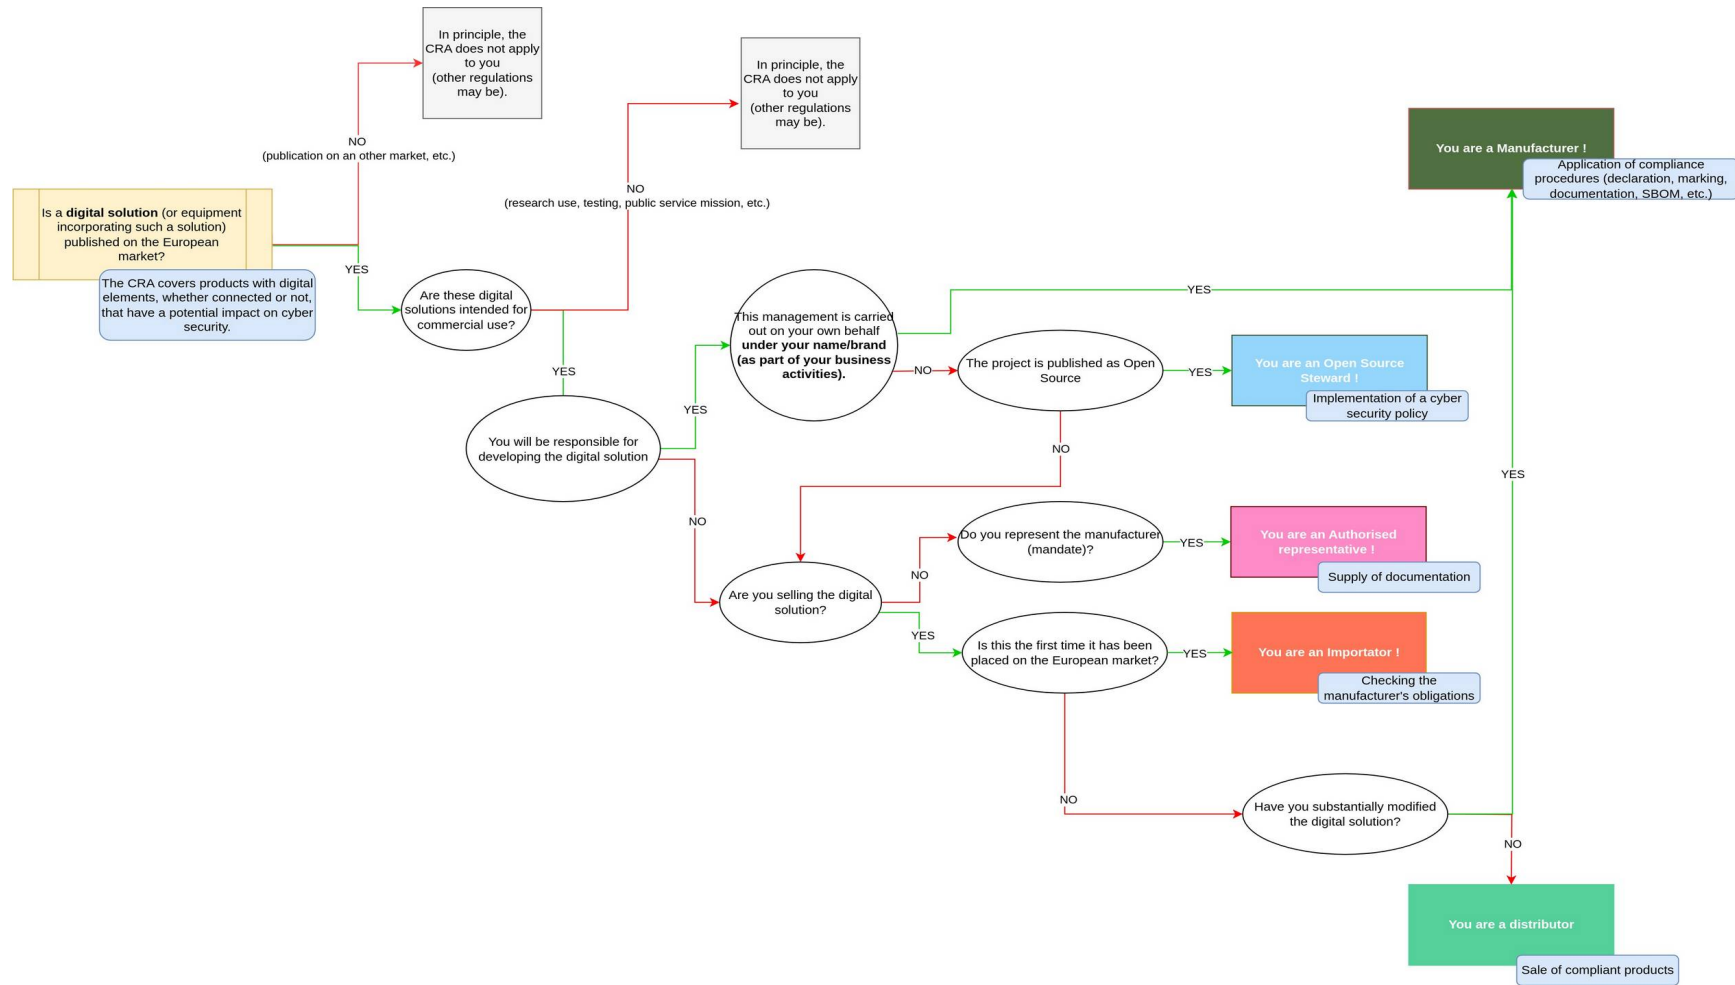 In principle, the
CRA does not apply
to you
(other regulations
may be).
In principle, the
CRA does not apply
to you
(other regulations
may be).
NO
(publication on an other market, etc.)
NO
(research use, testing, public service mission, etc.)
You are a Manufacturer !
Application of compliance
procedures (declaration, marking,
documentation, SBOM, etc.)
Is a digital solution (or equipment
incorporating such a solution)
published on the European
market?
The CRA covers products with digital
elements, whether connected or not,
that have a potential impact on cyber
security.
YES
Are these digital
solutions intended for
commercial use?
YES
You will be responsible for
developing the digital solution
YES
NO
This management is carried
out on your own behalf
under your name/brand
(as part of your business
activities).
YES
NO
The project is published as Open
Source
YES
You are an Open Source
Steward !
Implementation of a cyber
security policy
NO
YES
Are you selling the digital
solution?
NO
Do you represent the manufacturer
(mandate)?
YES
You are an Authorised
representative !
Supply of documentation
YES
Is this the first time it has been
placed on the European market?
YES
You are an Importator !
Checking the
manufacturer's obligations
NO
Have you substantially modified
the digital solution?
NO
You are a distributor
Sale of compliant products